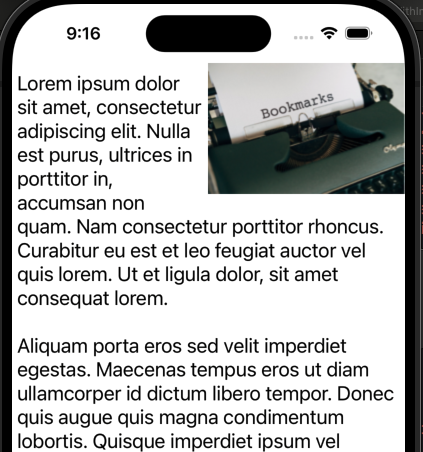 9:16
Lorem ipsum dolor
sit amet, consectetur
adipiscing elit. Nulla
est purus, ultrices in
porttitor in,
accumsan non
quam. Nam consectetur porttitor rhoncus.
Curabitur eu est et leo feugiat auctor vel
quis lorem. Ut et ligula dolor, sit amet
consequat lorem.
Aliquam porta eros sed velit imperdiet
egestas. Maecenas tempus eros ut diam
ullamcorper id dictum libero tempor. Donec
quis augue quis magna condimentum
lobortis. Quisque imperdiet ipsum vel
Bookmarks